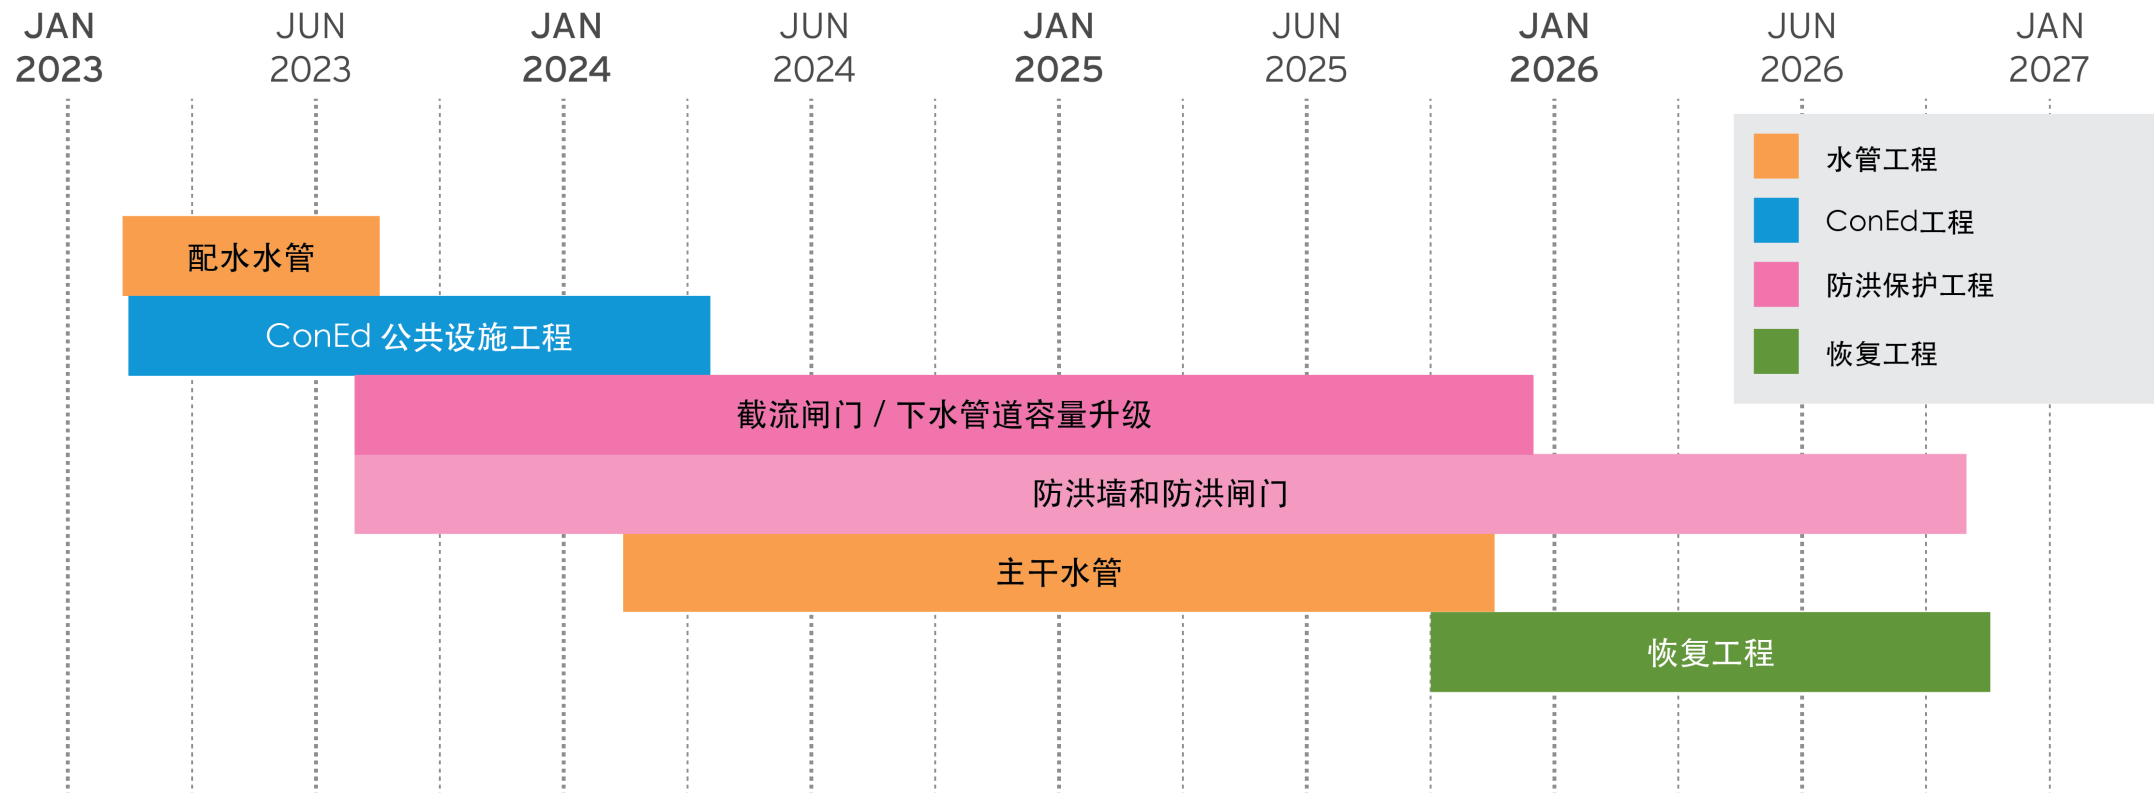 JAN JUN JAN JUN JAN JUN JAN JUN JAN
2023 2023 2024 2024 2025 2025 2026 2026 2027
水管工程
ConEd工程
防洪保护工程
恢复工程
配水水管
ConEd 公共设施工程
截流闸门 / 下水管道容量升级
防洪墙和防洪闸门
主干水管
恢复工程